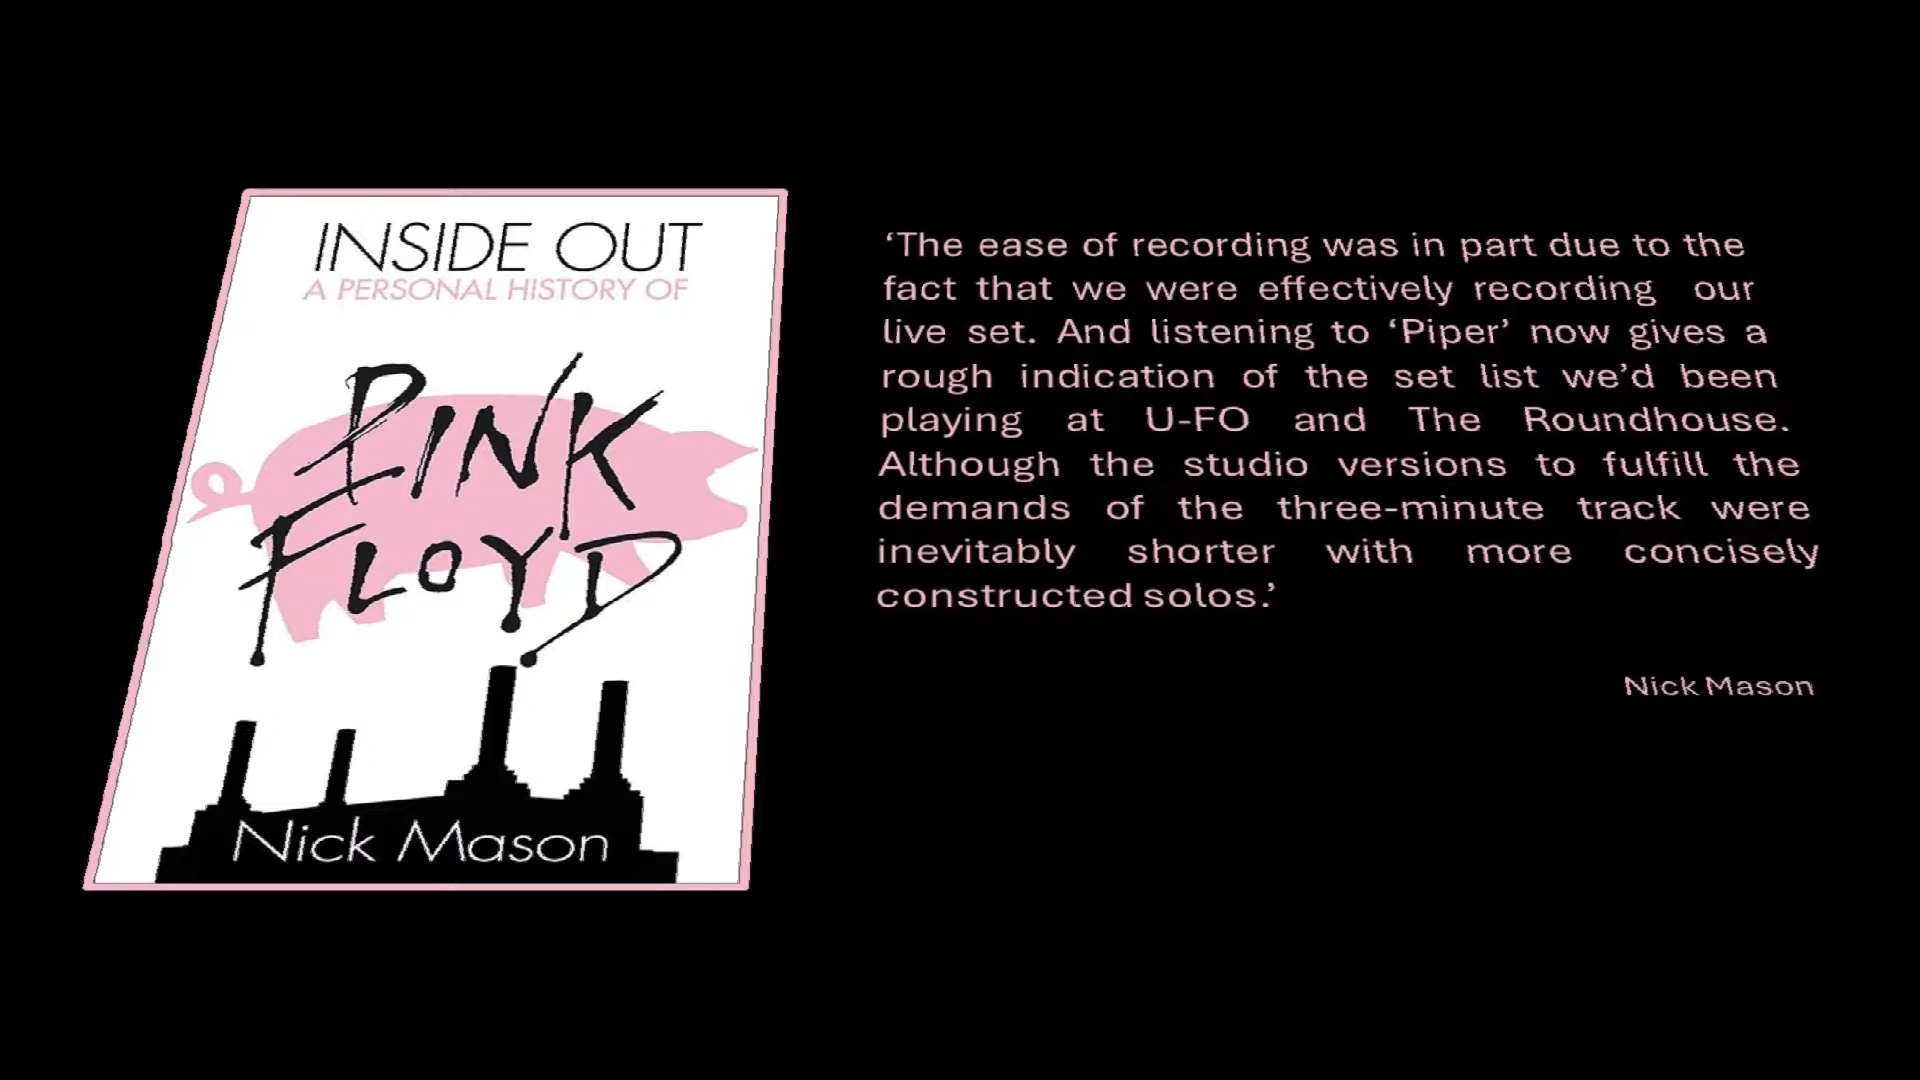 INSIDE OUT
A PERSONAL HISTORY OF
PINK
FLOYD
Nick Mason
‘The ease of recording was in part due to the
fact that we were effectively recording our
live set. And listening to ‘Piper’ now gives a
rough indication of the set list we’d been
playing at U-FO and The Roundhouse.
Although the studio versions to fulfill the
demands of the three-minute track were
inevitably shorter with more concisely
constructed solos.’
Nick Mason